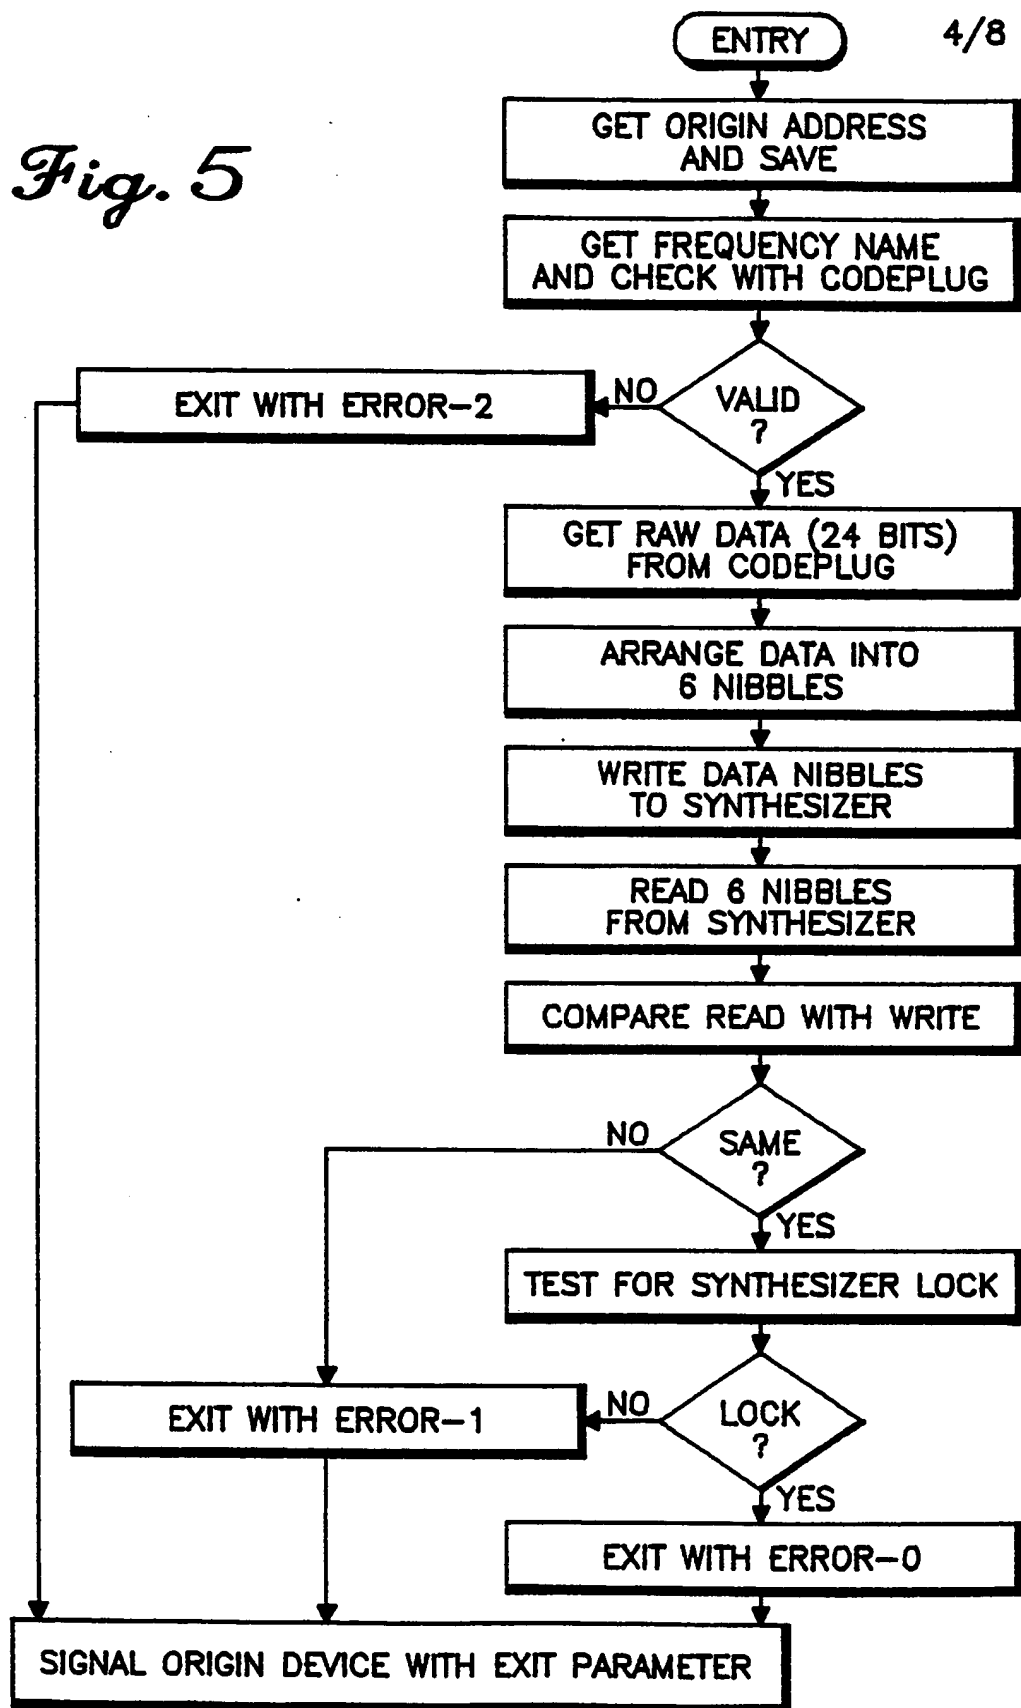 ENTRY
4/8
Fig. 5
GET ORIGIN ADDRESS
AND SAVE
GET FREQUENCY NAME
AND CHECK WITH CODEPLUG
EXIT WITH ERROR-2
NO
VALID
?
YES
GET RAW DATA (24 BITS)
FROM CODEPLUG
ARRANGE DATA INTO
6 NIBBLES
WRITE DATA NIBBLES
TO SYNTHESIZER
READ 6 NIBBLES
FROM SYNTHESIZER
COMPARE READ WITH WRITE
NO
SAME
?
YES
TEST FOR SYNTHESIZER LOCK
EXIT WITH ERROR-1
NO
LOCK
?
YES
EXIT WITH ERROR-0
SIGNAL ORIGIN DEVICE WITH EXIT PARAMETER